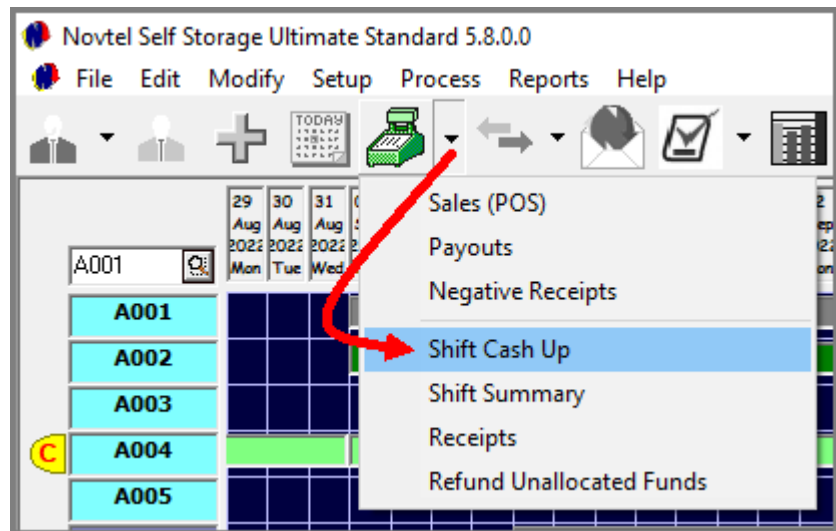 Novtel Self Storage Ultimate Standard 5.8.0.0
File Edit Modify Setup Process Reports Help
TODAY
Sales (POS)
Payouts
Negative Receipts
Shift Cash Up
Shift Summary
Receipts
Refund Unallocated Funds
29 30 31
Aug Aug Aug
2022 2022 2022
Mon Tue Wed
A001
A001
A002
A003
C A004
A005